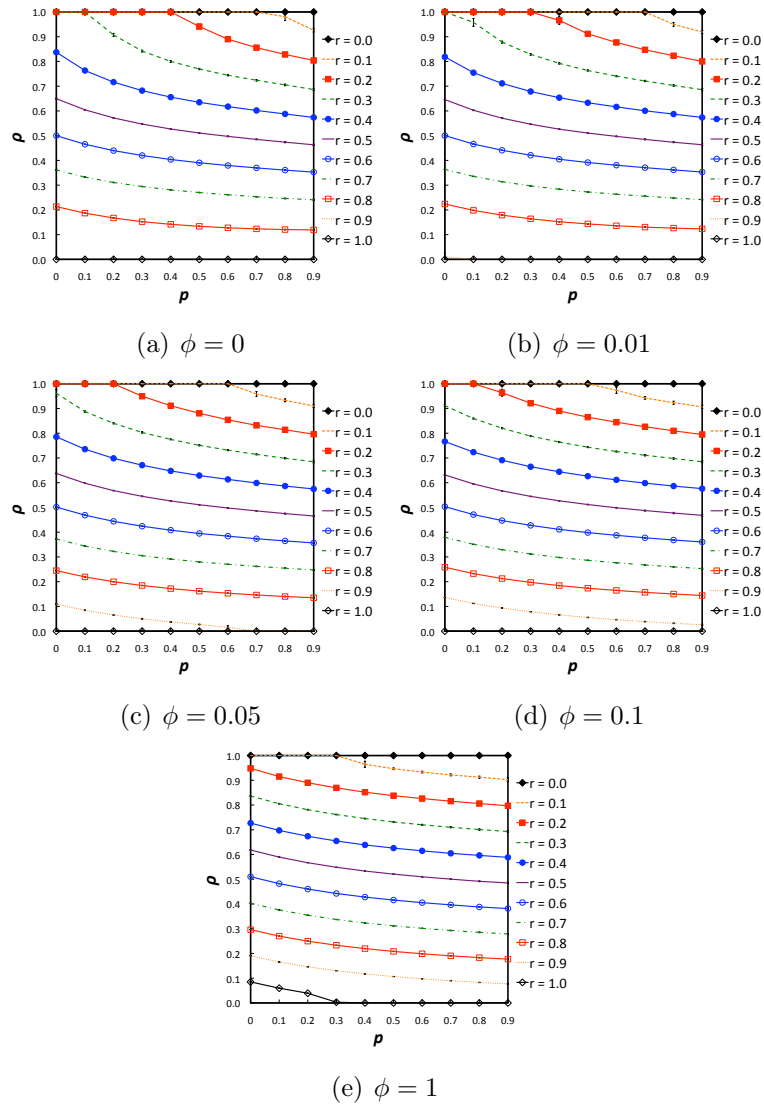 1.0
0.9
0.8
0.7
0.6
0.5
0.4
0.3
0.2
0.1
0.0
ρ
0 0.1 0.2 0.3 0.4 0.5 0.6 0.7 0.8 0.9
p
r = 0.0
r = 0.1
r = 0.2
r = 0.3
r = 0.4
r = 0.5
r = 0.6
r = 0.7
r = 0.8
r = 0.9
r = 1.0
(a) ϕ = 0
1.0
0.9
0.8
0.7
0.6
0.5
0.4
0.3
0.2
0.1
0.0
ρ
0 0.1 0.2 0.3 0.4 0.5 0.6 0.7 0.8 0.9
p
r = 0.0
r = 0.1
r = 0.2
r = 0.3
r = 0.4
r = 0.5
r = 0.6
r = 0.7
r = 0.8
r = 0.9
r = 1.0
(b) ϕ = 0.01
1.0
0.9
0.8
0.7
0.6
0.5
0.4
0.3
0.2
0.1
0.0
ρ
0 0.1 0.2 0.3 0.4 0.5 0.6 0.7 0.8 0.9
p
r = 0.0
r = 0.1
r = 0.2
r = 0.3
r = 0.4
r = 0.5
r = 0.6
r = 0.7
r = 0.8
r = 0.9
r = 1.0
(c) ϕ = 0.05
1.0
0.9
0.8
0.7
0.6
0.5
0.4
0.3
0.2
0.1
0.0
ρ
0 0.1 0.2 0.3 0.4 0.5 0.6 0.7 0.8 0.9
p
r = 0.0
r = 0.1
r = 0.2
r = 0.3
r = 0.4
r = 0.5
r = 0.6
r = 0.7
r = 0.8
r = 0.9
r = 1.0
(d) ϕ = 0.1
1.0
0.9
0.8
0.7
0.6
0.5
0.4
0.3
0.2
0.1
0.0
ρ
0 0.1 0.2 0.3 0.4 0.5 0.6 0.7 0.8 0.9
p
r = 0.0
r = 0.1
r = 0.2
r = 0.3
r = 0.4
r = 0.5
r = 0.6
r = 0.7
r = 0.8
r = 0.9
r = 1.0
(e) ϕ = 1